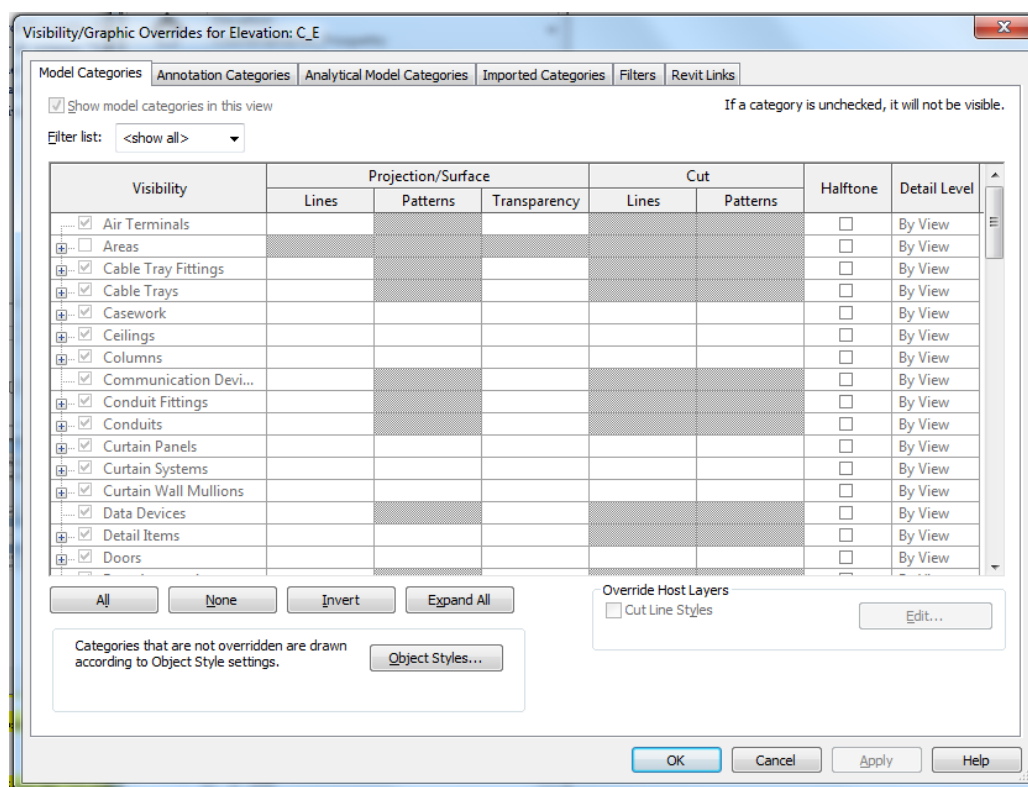 Visibility/Graphic Overrides for Elevation: C_E
Model Categories Annotation Categories Analytical Model Categories Imported Categories Filters Revit Links
Show model categories in this view If a category is unchecked, it will not be visible.
Filter list: <show all>
Visibility Projection/Surface Cut Halftone Detail Level
Lines Patterns Transparency Lines Patterns
Air Terminals By View
Areas By View
Cable Tray Fittings By View
Cable Trays By View
Casework By View
Ceilings By View
Columns By View
Communication Devi... By View
Conduit Fittings By View
Conduits By View
Curtain Panels By View
Curtain Systems By View
Curtain Wall Mullions By View
Data Devices By View
Detail Items By View
Doors By View
All None Invert Expand All
Override Host Layers
Cut Line Styles Edit...
Categories that are not overridden are drawn
according to Object Style settings.
Object Styles...
OK Cancel Apply Help